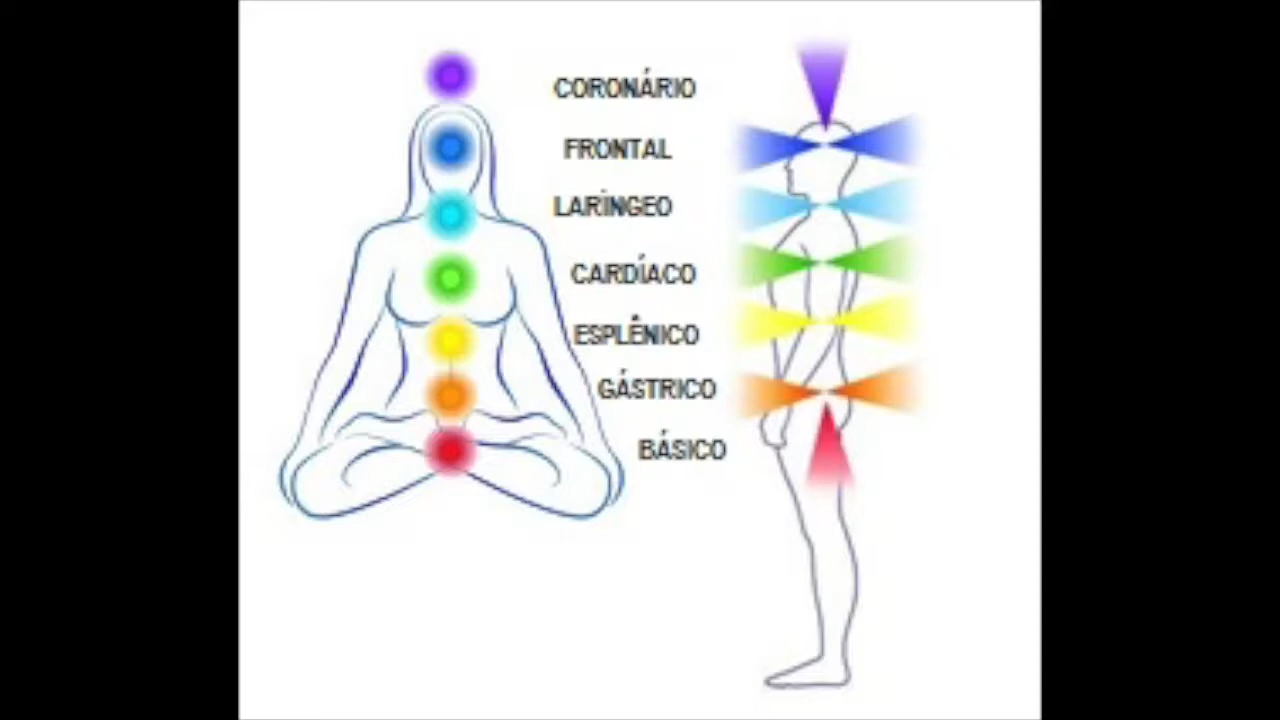 CORONÁRIO
FRONTAL
LARÍNGEO
CARDÍACO
ESPLÊNICO
GÁSTRICO
BÁSICO